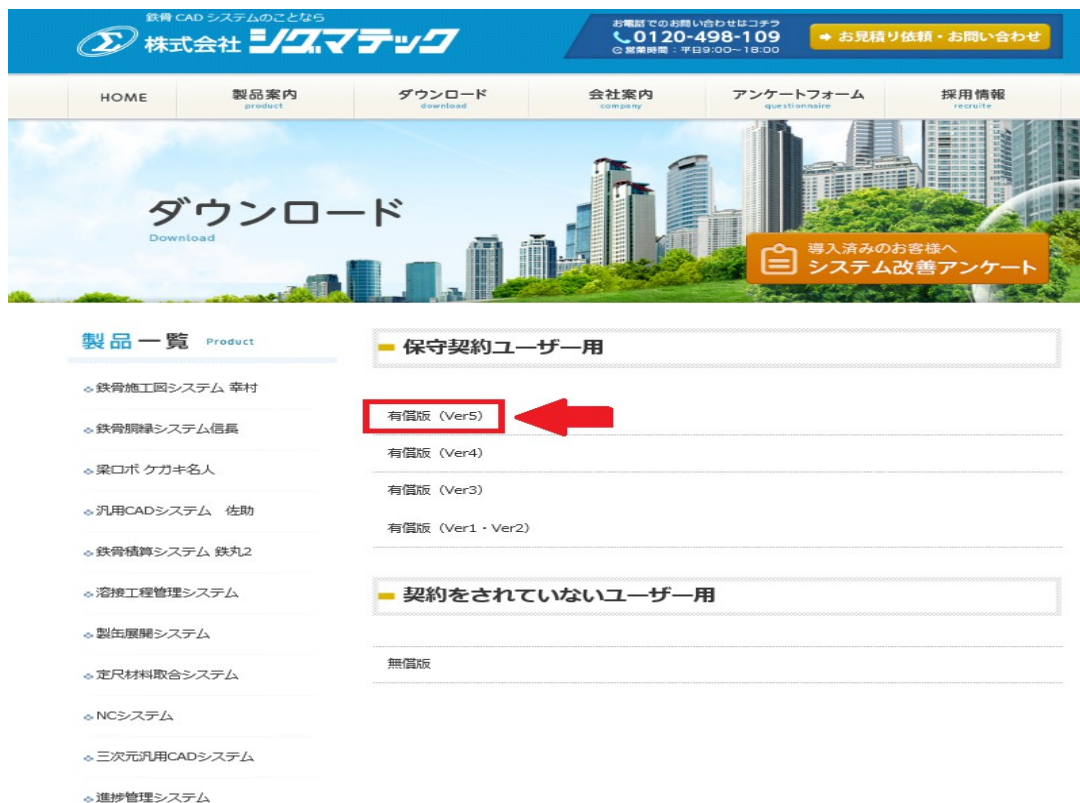 鉄骨 CAD システムのことなら
株式会社 シグマテック
お電話でのお問い合わせはコチラ
0120-498-109
営業時間：平日9:00〜18:00
お見積り依頼・お問い合わせ
HOME
製品案内
product
ダウンロード
download
会社案内
company
アンケートフォーム
questionnaire
採用情報
recruite
ダウンロード
Download
導入済みのお客様へ
システム改善アンケート
製品一覧 Product
鉄骨施工図システム 幸村
鉄骨胴縁システム信長
梁ロボ ケガキ名人
汎用CADシステム　佐助
鉄骨積算システム 鉄丸2
溶接工程管理システム
製缶展開システム
定尺材料取合システム
NCシステム
三次元汎用CADシステム
進捗管理システム
保守契約ユーザー用
有償版（Ver5）
有償版（Ver4）
有償版（Ver3）
有償版（Ver1・Ver2）
契約をされていないユーザー用
無償版